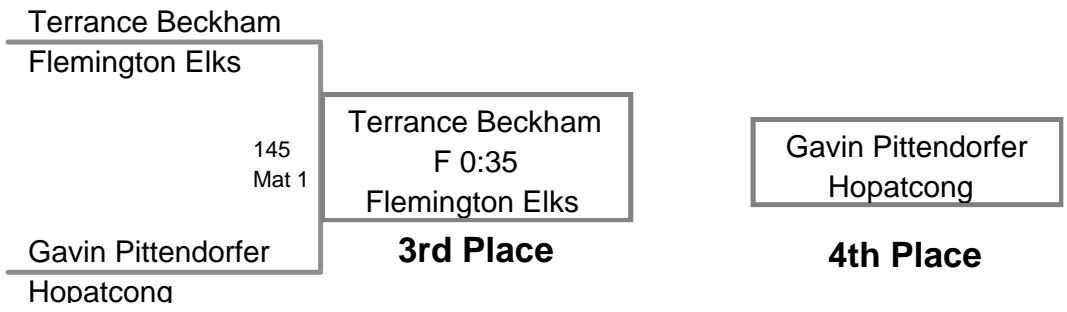 Terrance Beckham
Flemington Elks
145
Mat 1
Terrance Beckham
F 0:35
Flemington Elks
3rd Place
Gavin Pittendorfer
Hopatcong
Gavin Pittendorfer
Hopatcong
4th Place